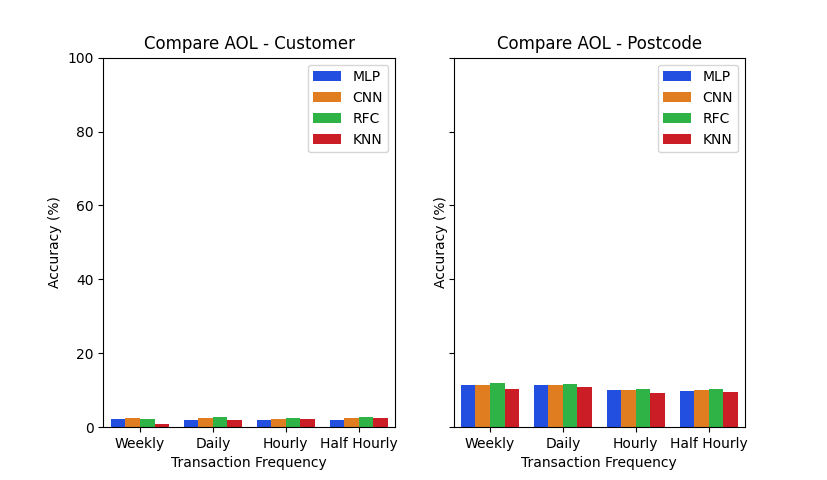 Compare AOL - Customer
100
80
60
40
20
0
Accuracy (%)
MLP
CNN
RFC
KNN
Weekly Daily Hourly Half Hourly
Transaction Frequency
Compare AOL - Postcode
Accuracy (%)
MLP
CNN
RFC
KNN
Weekly Daily Hourly Half Hourly
Transaction Frequency